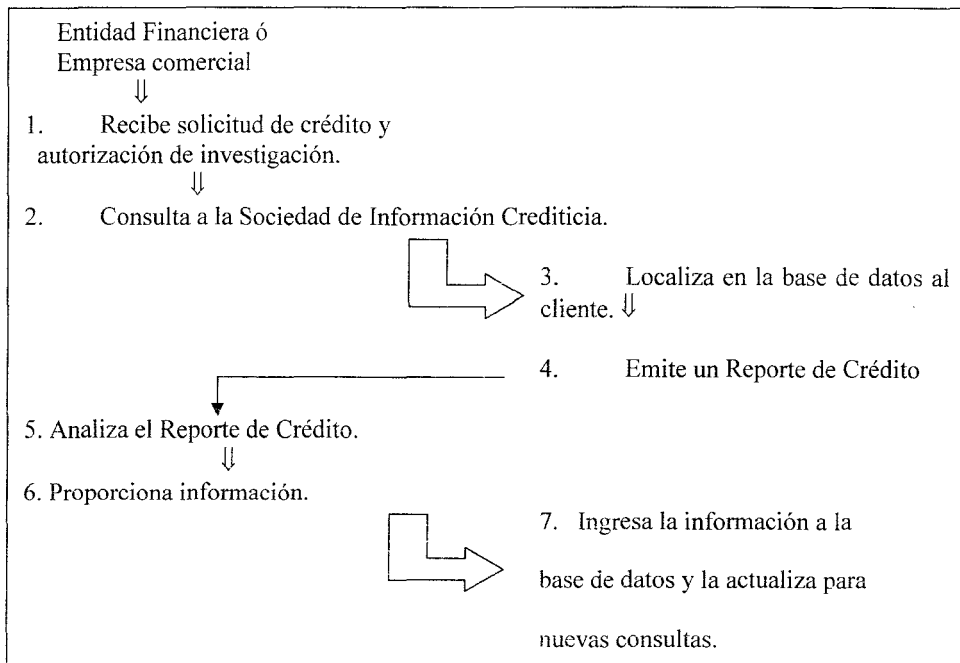 Entidad Financiera ó
Empresa comercial
⇓
1. Recibe solicitud de crédito y
autorización de investigación.
⇓
2. Consulta a la Sociedad de Información Crediticia.
3. Localiza en la base de datos al
cliente. ⇓
4. Emite un Reporte de Crédito
5. Analiza el Reporte de Crédito.
⇓
6. Proporciona información.
7. Ingresa la información a la
base de datos y la actualiza para
nuevas consultas.